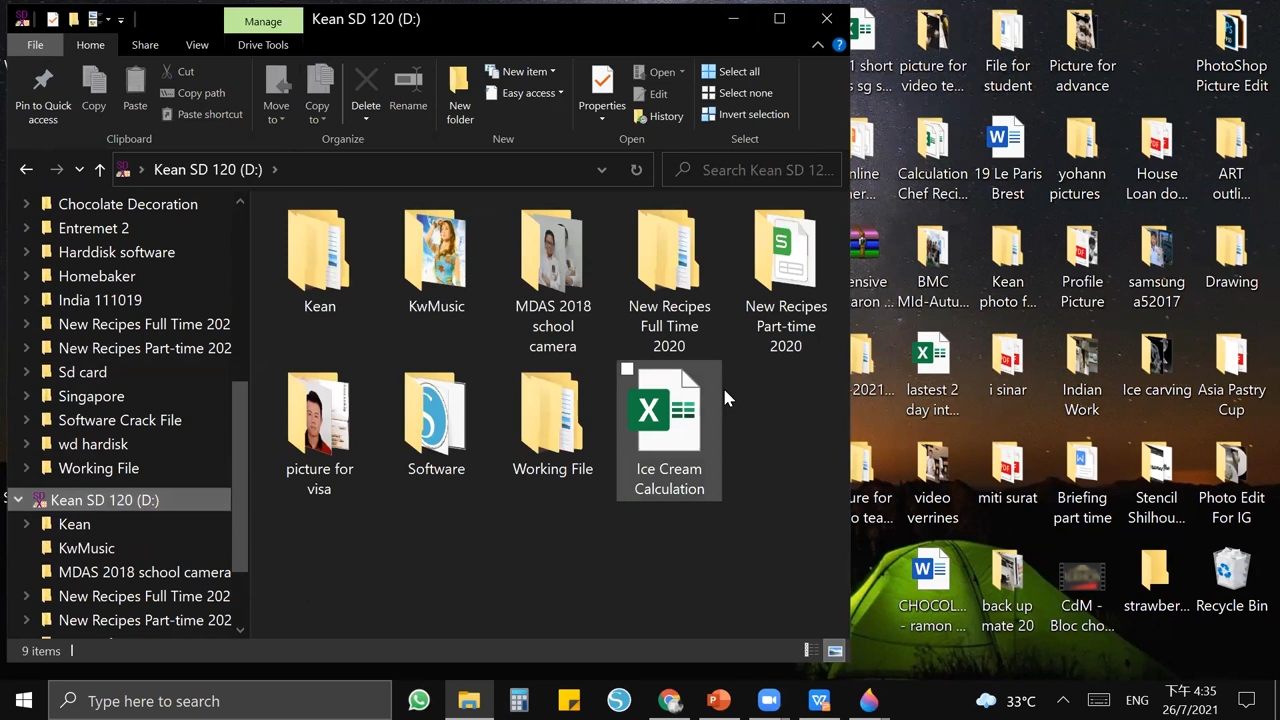 Manage
Kean SD 120 (D:)
File
Home
Share
View
Drive Tools
Pin to Quick
access
Copy
Paste
Cut
Copy path
Paste shortcut
Clipboard
Move
to
Copy
to
Delete
Rename
Organize
New
folder
New item
Easy access
New
Properties
Open
Edit
History
Open
Select all
Select none
Invert selection
Select
Kean SD 120 (D:)
Search Kean SD 12...
Chocolate Decoration
Entremet 2
Harddisk software
Homebaker
India 111019
New Recipes Full Time 202
New Recipes Part-time 202
Sd card
Singapore
Software Crack File
wd hardisk
Working File
Kean SD 120 (D:)
Kean
KwMusic
MDAS 2018 school camera
New Recipes Full Time 202
New Recipes Part-time 202
Kean
KwMusic
MDAS 2018
school
camera
New Recipes
Full Time
2020
New Recipes
Part-time
2020
picture for
visa
Software
Working File
Ice Cream
Calculation
9 items
1 short
s sg s...
picture for
video te...
File for
student
Picture for
advance
PhotoShop
Picture Edit
nline
er...
Calculation
Chef Reci...
19 Le Paris
Brest
yohann
pictures
House
Loan do...
ART
outli...
ensive
aron ...
BMC
MId-Autu...
Kean
photo f...
Profile
Picture
samsung
a52017
Drawing
-2021...
lastest 2
day int...
i sinar
Indian
Work
Ice carving
Asia Pastry
Cup
ure for
o tea...
video
verrines
miti surat
Briefing
part time
Stencil
Shilhou...
Photo Edit
For IG
CHOCOL...
- ramon ...
back up
mate 20
CdM -
Bloc cho...
strawber...
Recycle Bin
Type here to search
33°C
ENG
下午 4:35
26/7/2021